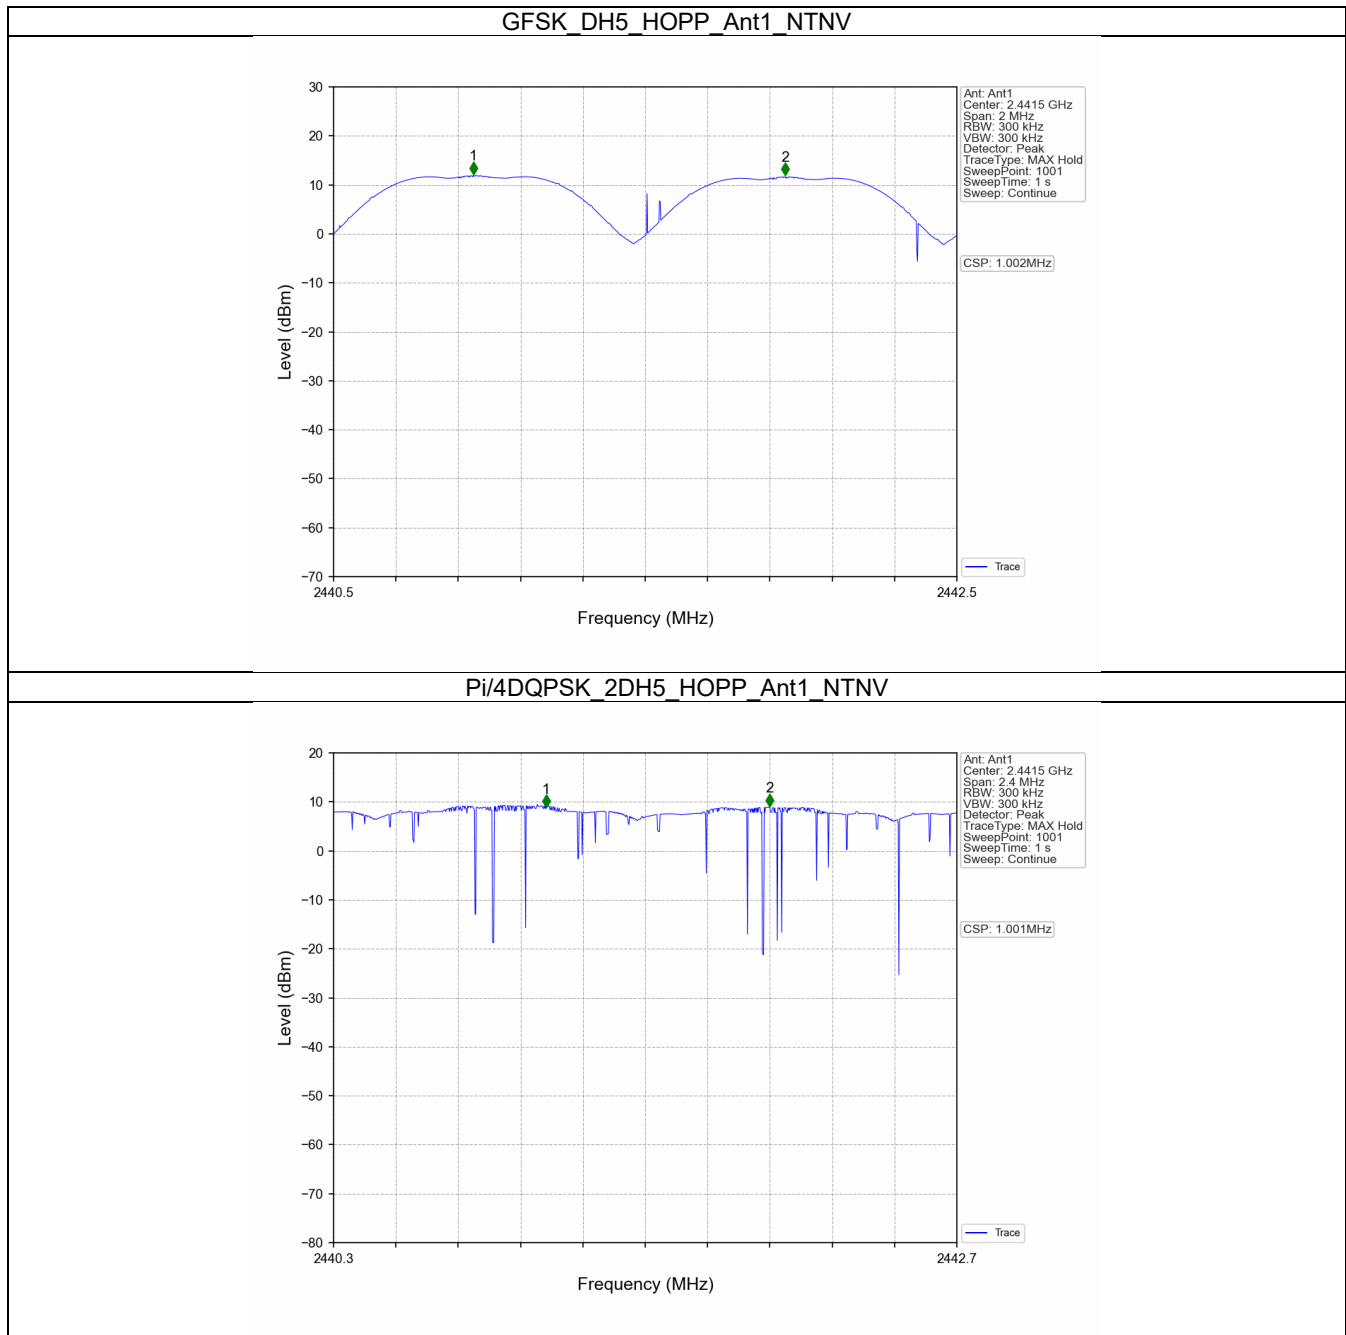 GFSK_DH5_HOPP_Ant1_NTNV
30
20
10
0
−10
−20
−30
−40
−50
−60
−70
Level (dBm)
1
2
2440.5
2442.5
Frequency (MHz)
Ant: Ant1
Center: 2.4415 GHz
Span: 2 MHz
RBW: 300 kHz
VBW: 300 kHz
Detector: Peak
TraceType: MAX Hold
SweepPoint: 1001
SweepTime: 1 s
Sweep: Continue
CSP: 1.002MHz
Trace
Pi/4DQPSK_2DH5_HOPP_Ant1_NTNV
20
10
0
−10
−20
−30
−40
−50
−60
−70
−80
Level (dBm)
1
2
2440.3
2442.7
Frequency (MHz)
Ant: Ant1
Center: 2.4415 GHz
Span: 2.4 MHz
RBW: 300 kHz
VBW: 300 kHz
Detector: Peak
TraceType: MAX Hold
SweepPoint: 1001
SweepTime: 1 s
Sweep: Continue
CSP: 1.001MHz
Trace